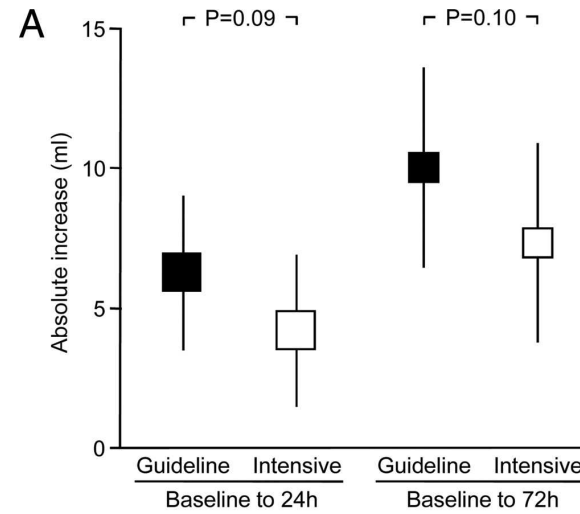 A
P=0.09 P=0.10
15
10
5
0
Absolute increase (ml)
Guideline Intensive Guideline Intensive
Baseline to 24h Baseline to 72h